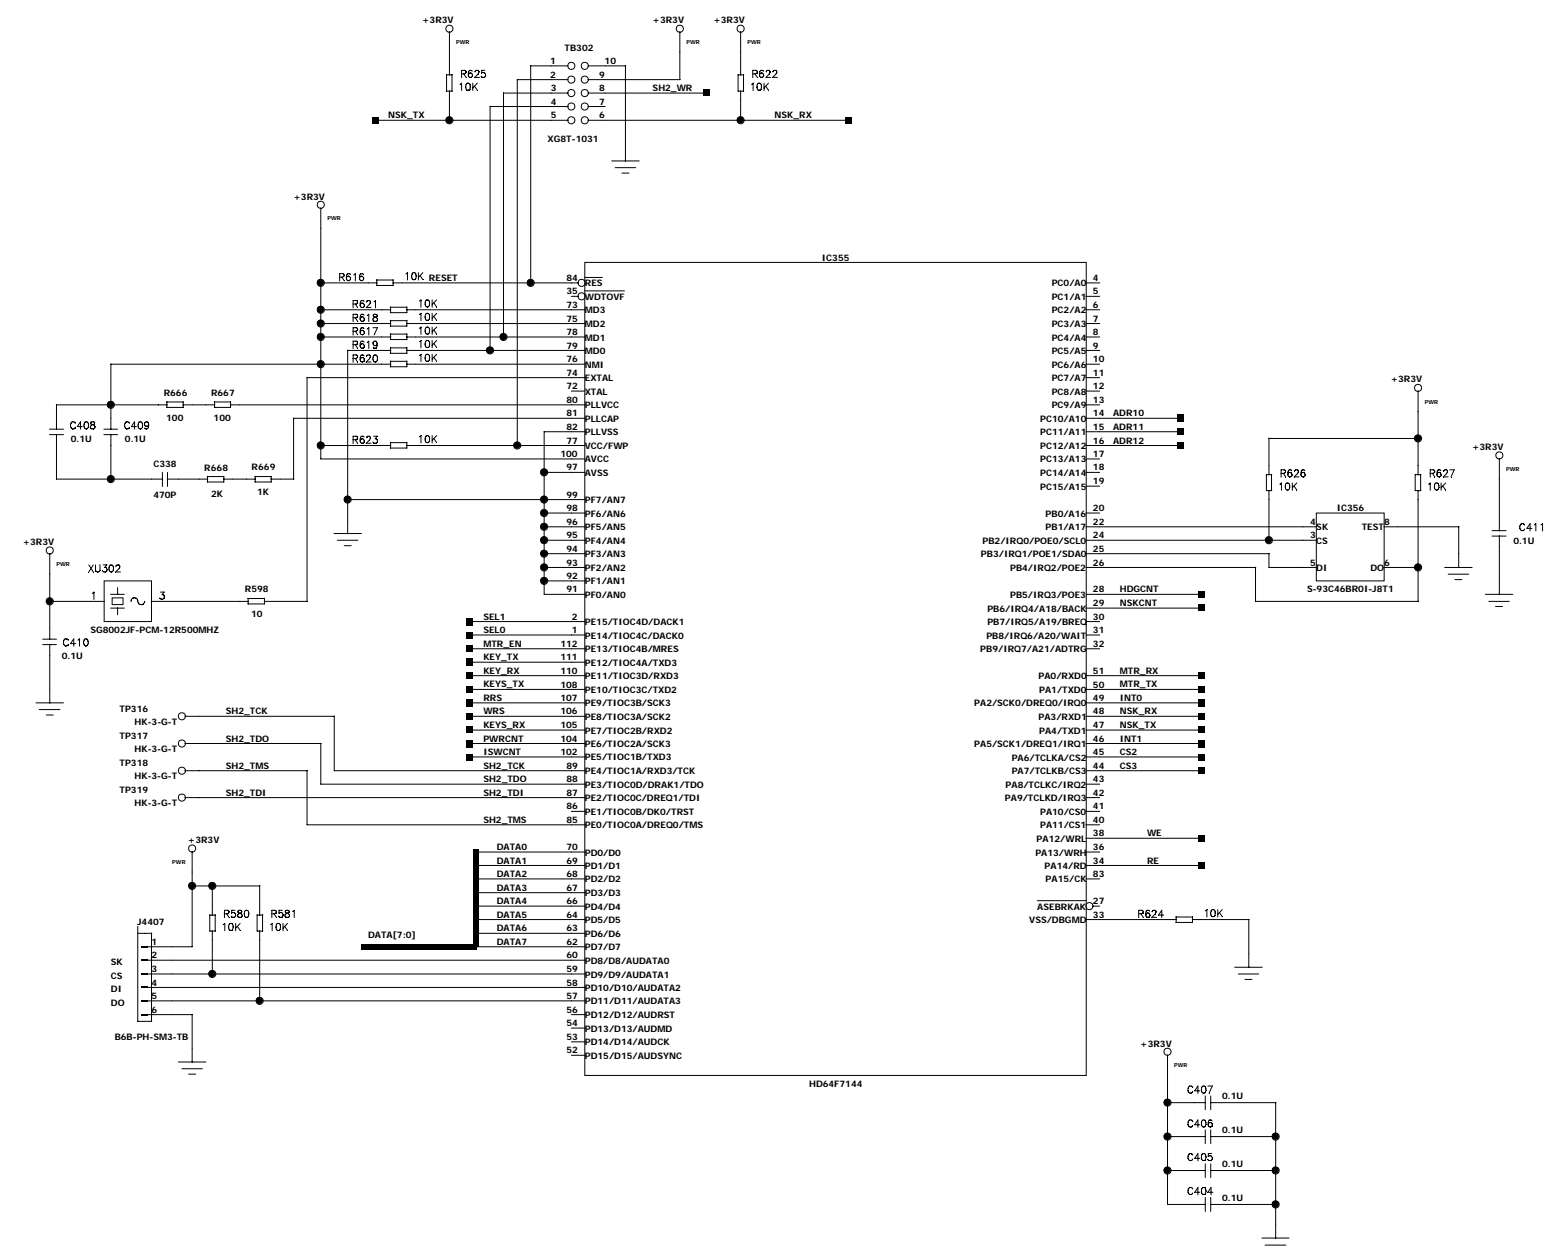 +3R3V
PWR
+3R3V
PWR
+3R3V
PWR
TB302
R625
10K
R622
10K
1
2
3
4
5
10
9
8
7
6
SH2_WR
NSK_TX
NSK_RX
XG8T-1031
+3R3V
PWR
IC355
R616 10K RESET 84 RES
35 WDTOVF
R621 10K 73 MD3
R618 10K 75 MD2
R617 10K 78 MD1
R619 10K 79 MD0
R620 10K 76 NMI
74 EXTAL
72 XTAL
R666 R667 80 PLLVCC
100 100
81 PLLCAP
82 PLLVSS
C408 0.1U
C409 0.1U
R623 10K 77 VCC/FWP
100 AVCC
97 AVSS
C338 470P
R668 2K
R669 1K
99 PF7/AN7
98 PF6/AN6
96 PF5/AN5
95 PF4/AN4
94 PF3/AN3
93 PF2/AN2
92 PF1/AN1
91 PF0/AN0
+3R3V
PWR
XU302
1 3
R598
10
SG8002JF-PCM-12R500MHZ
C410
0.1U
SEL1 2 PE15/TIOC4D/DACK1
SEL0 1 PE14/TIOC4C/DACK0
MTR_EN 112 PE13/TIOC4B/MRES
KEY_TX 111 PE12/TIOC4A/TXD3
KEY_RX 110 PE11/TIOC3D/RXD3
KEYS_TX 108 PE10/TIOC3C/TXD2
RRS 107 PE9/TIOC3B/SCK3
WRS 106 PE8/TIOC3A/SCK2
KEYS_RX 105 PE7/TIOC2B/RXD2
PWRCNT 104 PE6/TIOC2A/SCK3
ISWCNT 102 PE5/TIOC1B/TXD3
SH2_TCK 89 PE4/TIOC1A/RXD3/TCK
SH2_TDO 88 PE3/TIOC0D/DRAK1/TDO
SH2_TDI 87 PE2/TIOC0C/DREQ1/TDI
86 PE1/TIOC0B/DK0/TRST
SH2_TMS 85 PE0/TIOC0A/DREQ0/TMS
TP316
HK-3-G-T
SH2_TCK
TP317
HK-3-G-T
SH2_TDO
TP318
HK-3-G-T
SH2_TMS
TP319
HK-3-G-T
SH2_TDI
+3R3V
PWR
R580
10K
R581
10K
J4407
1
SK 2
CS 3
DI 4
DO 5
6
B6B-PH-SM3-TB
DATA[7:0]
DATA0 70 PD0/D0
DATA1 69 PD1/D1
DATA2 68 PD2/D2
DATA3 67 PD3/D3
DATA4 66 PD4/D4
DATA5 64 PD5/D5
DATA6 63 PD6/D6
DATA7 62 PD7/D7
60 PD8/D8/AUDATA0
59 PD9/D9/AUDATA1
58 PD10/D10/AUDATA2
57 PD11/D11/AUDATA3
56 PD12/D12/AUDRST
54 PD13/D13/AUDMD
53 PD14/D14/AUDCK
52 PD15/D15/AUDSYNC
HD64F7144
PC0/A0 4
PC1/A1 5
PC2/A2 6
PC3/A3 7
PC4/A4 8
PC5/A5 9
PC6/A6 10
PC7/A7 11
PC8/A8 12
PC9/A9 13
PC10/A10 14 ADR10
PC11/A11 15 ADR11
PC12/A12 16 ADR12
PC13/A13 17
PC14/A14 18
PC15/A15 19
PB0/A16 20
PB1/A17 22
PB2/IRQ0/POE0/SCL0 24
PB3/IRQ1/POE1/SDA0 25
PB4/IRQ2/POE2 26
PB5/IRQ3/POE3 28 HDGCNT
PB6/IRQ4/A18/BACK 29 NSKCNT
PB7/IRQ5/A19/BREQ 30
PB8/IRQ6/A20/WAIT 31
PB9/IRQ7/A21/ADTRG 32
PA0/RXD0 51 MTR_RX
PA1/TXD0 50 MTR_TX
PA2/SCK0/DREQ0/IRQ0 49 INT0
PA3/RXD1 48 NSK_RX
PA4/TXD1 47 NSK_TX
PA5/SCK1/DREQ1/IRQ1 46 INT1
PA6/TCLKA/CS2 45 CS2
PA7/TCLKB/CS3 44 CS3
PA8/TCLKC/IRQ2 43
PA9/TCLKD/IRQ3 42
PA10/CS0 41
PA11/CS1 40
PA12/WRL 38 WE
PA13/WRH 36
PA14/RD 34 RE
PA15/CK 83
ASEBRKAK 27
VSS/DBGMD 33 R624 10K
+3R3V
PWR
R626
10K
R627
10K
IC356
4 SK TEST 8
3 CS
5 DI DO 6
S-93C46BR0I-J8T1
+3R3V
PWR
C411
0.1U
+3R3V
PWR
C407 0.1U
C406 0.1U
C405 0.1U
C404 0.1U